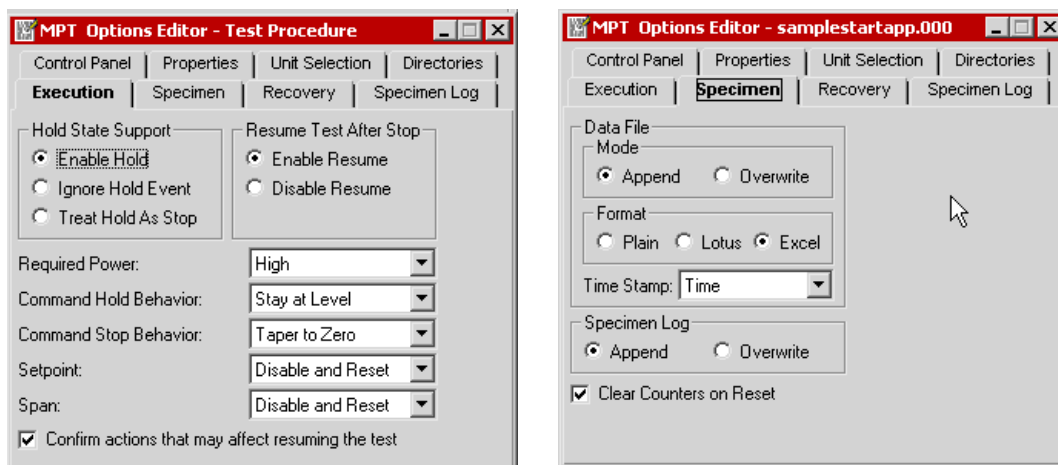 MPT Options Editor - Test Procedure
Control Panel Properties Unit Selection Directories
Execution Specimen Recovery Specimen Log
Hold State Support
Enable Hold
Ignore Hold Event
Treat Hold As Stop
Resume Test After Stop
Enable Resume
Disable Resume
Required Power: High
Command Hold Behavior: Stay at Level
Command Stop Behavior: Taper to Zero
Setpoint: Disable and Reset
Span: Disable and Reset
Confirm actions that may affect resuming the test
MPT Options Editor - samplestartapp.000
Control Panel Properties Unit Selection Directories
Execution Specimen Recovery Specimen Log
Data File
Mode
Append Overwrite
Format
Plain Lotus Excel
Time Stamp: Time
Specimen Log
Append Overwrite
Clear Counters on Reset